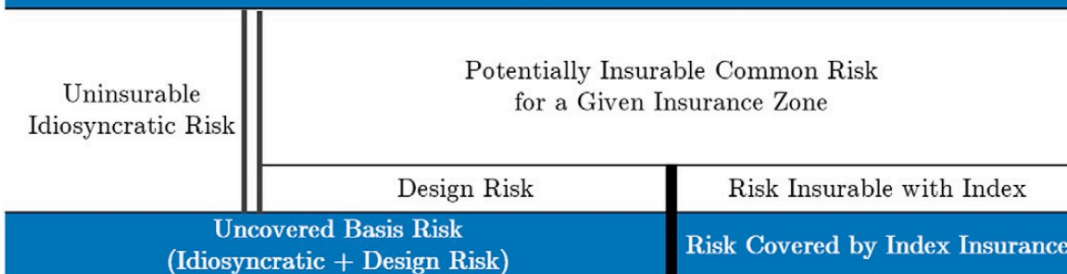 Uninsurable
Idiosyncratic Risk
Potentially Insurable Common Risk
for a Given Insurance Zone
Design Risk
Risk Insurable with Index
Uncovered Basis Risk
(Idiosyncratic + Design Risk)
Risk Covered by Index Insurance